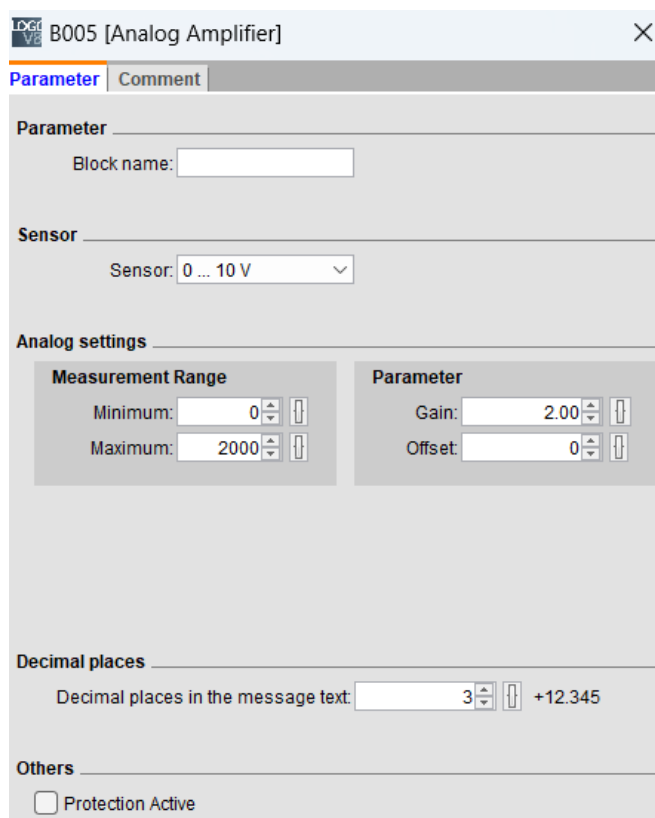 LOGO V8 B005 [Analog Amplifier]
Parameter Comment
Parameter
Block name:
Sensor
Sensor: 0 ... 10 V
Analog settings
Measurement Range Parameter
Minimum: 0 Gain: 2.00
Maximum: 2000 Offset: 0
Decimal places
Decimal places in the message text: 3 +12.345
Others
Protection Active